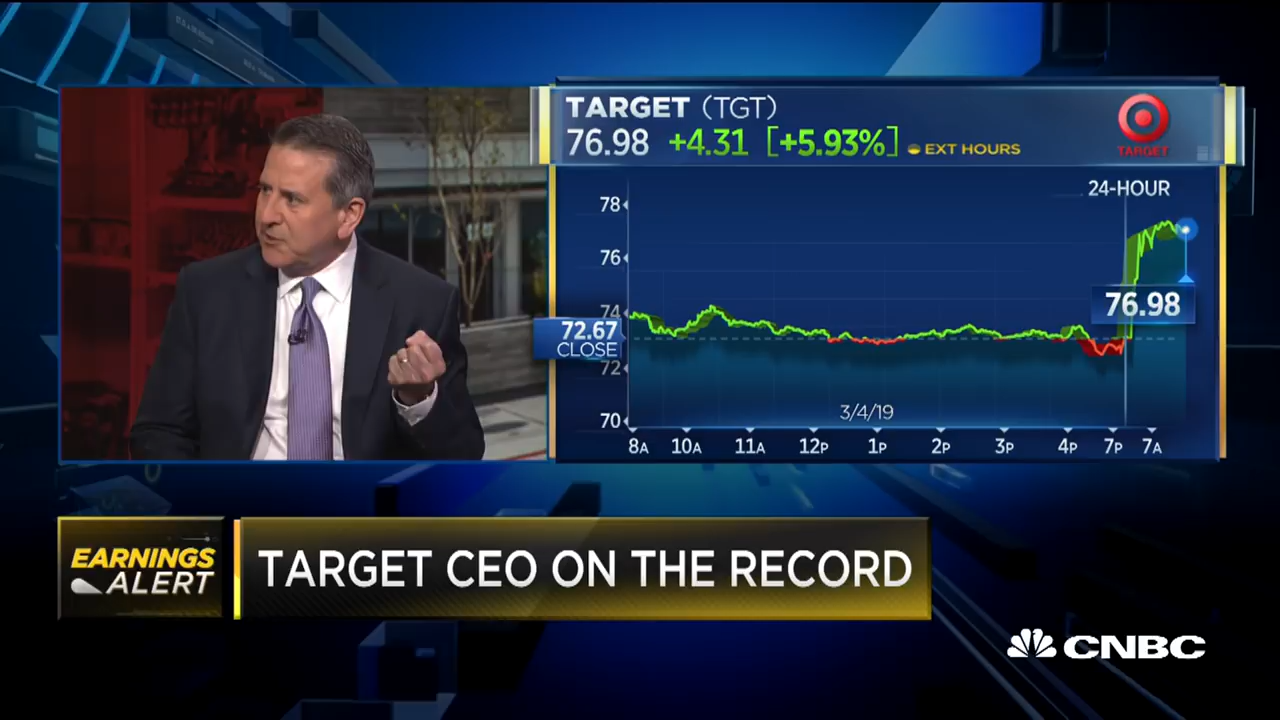 TARGET (TGT)
76.98 +4.31 [+5.93%] EXT HOURS
TARGET
24-HOUR
78
76
74
72.67
CLOSE
72
70
76.98
3/4/19
8A 10A 11A 12P 1P 2P 3P 4P 7P 7A
EARNINGS
ALERT
TARGET CEO ON THE RECORD
CNBC